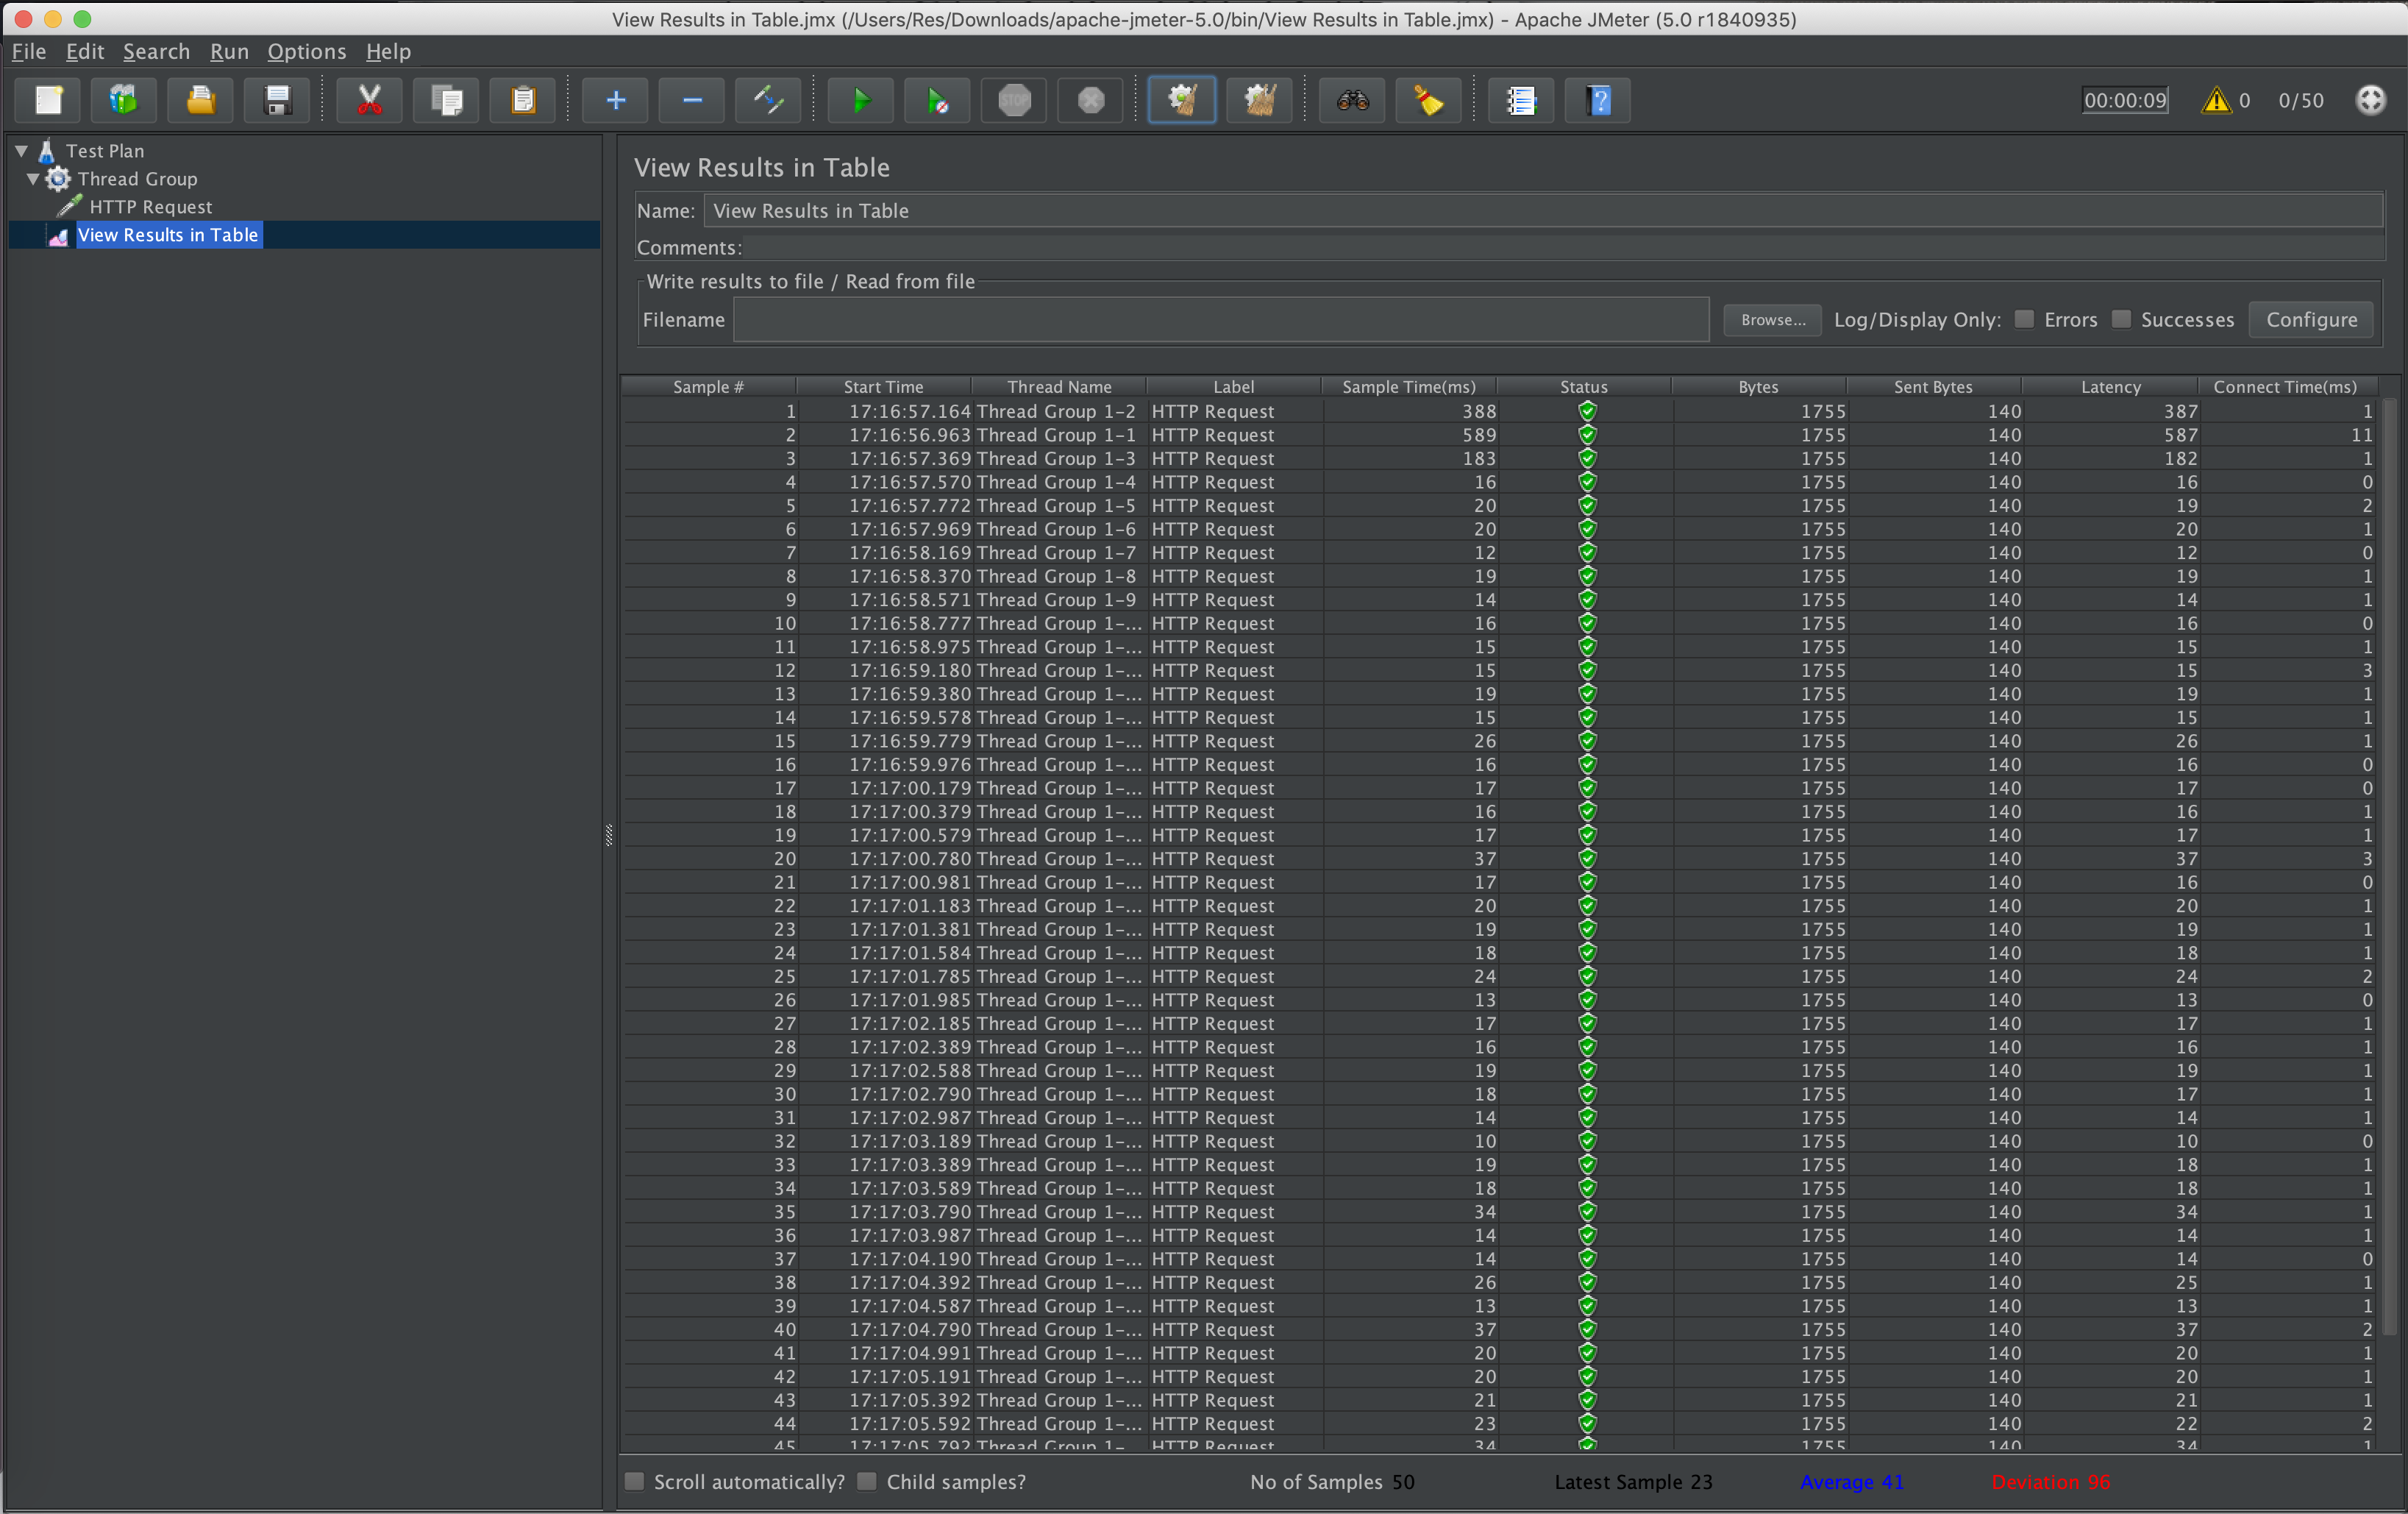 View Results in Table.jmx (/Users/Res/Downloads/apache-jmeter-5.0/bin/View Results in Table.jmx) - Apache JMeter (5.0 r1840935)
File Edit Search Run Options Help
STOP 00:00:09 0 0/50
Test Plan
Thread Group
HTTP Request
View Results in Table
View Results in Table
Name: View Results in Table
Comments:
Write results to file / Read from file
Filename Browse... Log/Display Only: Errors Successes Configure
Sample # Start Time Thread Name Label Sample Time(ms) Status Bytes Sent Bytes Latency Connect Time(ms)
1 17:16:57.164 Thread Group 1-2 HTTP Request 388 1755 140 387 1
2 17:16:56.963 Thread Group 1-1 HTTP Request 589 1755 140 587 11
3 17:16:57.369 Thread Group 1-3 HTTP Request 183 1755 140 182 1
4 17:16:57.570 Thread Group 1-4 HTTP Request 16 1755 140 16 0
5 17:16:57.772 Thread Group 1-5 HTTP Request 20 1755 140 19 2
6 17:16:57.969 Thread Group 1-6 HTTP Request 20 1755 140 20 1
7 17:16:58.169 Thread Group 1-7 HTTP Request 12 1755 140 12 0
8 17:16:58.370 Thread Group 1-8 HTTP Request 19 1755 140 19 1
9 17:16:58.571 Thread Group 1-9 HTTP Request 14 1755 140 14 1
10 17:16:58.777 Thread Group 1-... HTTP Request 16 1755 140 16 0
11 17:16:58.975 Thread Group 1-... HTTP Request 15 1755 140 15 1
12 17:16:59.180 Thread Group 1-... HTTP Request 15 1755 140 15 3
13 17:16:59.380 Thread Group 1-... HTTP Request 19 1755 140 19 1
14 17:16:59.578 Thread Group 1-... HTTP Request 15 1755 140 15 1
15 17:16:59.779 Thread Group 1-... HTTP Request 26 1755 140 26 1
16 17:16:59.976 Thread Group 1-... HTTP Request 16 1755 140 16 0
17 17:17:00.179 Thread Group 1-... HTTP Request 17 1755 140 17 0
18 17:17:00.379 Thread Group 1-... HTTP Request 16 1755 140 16 1
19 17:17:00.579 Thread Group 1-... HTTP Request 17 1755 140 17 1
20 17:17:00.780 Thread Group 1-... HTTP Request 37 1755 140 37 3
21 17:17:00.981 Thread Group 1-... HTTP Request 17 1755 140 16 0
22 17:17:01.183 Thread Group 1-... HTTP Request 20 1755 140 20 1
23 17:17:01.381 Thread Group 1-... HTTP Request 19 1755 140 19 1
24 17:17:01.584 Thread Group 1-... HTTP Request 18 1755 140 18 1
25 17:17:01.785 Thread Group 1-... HTTP Request 24 1755 140 24 2
26 17:17:01.985 Thread Group 1-... HTTP Request 13 1755 140 13 0
27 17:17:02.185 Thread Group 1-... HTTP Request 17 1755 140 17 1
28 17:17:02.389 Thread Group 1-... HTTP Request 16 1755 140 16 1
29 17:17:02.588 Thread Group 1-... HTTP Request 19 1755 140 19 1
30 17:17:02.790 Thread Group 1-... HTTP Request 18 1755 140 17 1
31 17:17:02.987 Thread Group 1-... HTTP Request 14 1755 140 14 1
32 17:17:03.189 Thread Group 1-... HTTP Request 10 1755 140 10 0
33 17:17:03.389 Thread Group 1-... HTTP Request 19 1755 140 18 1
34 17:17:03.589 Thread Group 1-... HTTP Request 18 1755 140 18 1
35 17:17:03.790 Thread Group 1-... HTTP Request 34 1755 140 34 1
36 17:17:03.987 Thread Group 1-... HTTP Request 14 1755 140 14 1
37 17:17:04.190 Thread Group 1-... HTTP Request 14 1755 140 14 0
38 17:17:04.392 Thread Group 1-... HTTP Request 26 1755 140 25 1
39 17:17:04.587 Thread Group 1-... HTTP Request 13 1755 140 13 1
40 17:17:04.790 Thread Group 1-... HTTP Request 37 1755 140 37 2
41 17:17:04.991 Thread Group 1-... HTTP Request 20 1755 140 20 1
42 17:17:05.191 Thread Group 1-... HTTP Request 20 1755 140 20 1
43 17:17:05.392 Thread Group 1-... HTTP Request 21 1755 140 21 1
44 17:17:05.592 Thread Group 1-... HTTP Request 23 1755 140 22 2
45 17:17:05.792 Thread Group 1-... HTTP Request 34 1755 140 34 1
Scroll automatically? Child samples? No of Samples 50 Latest Sample 23 Average 41 Deviation 96